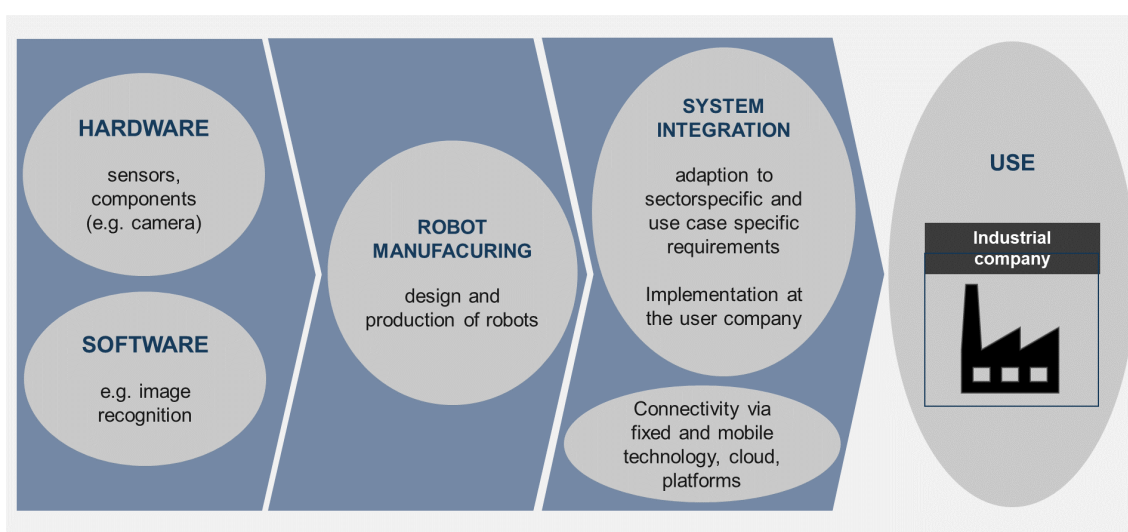 HARDWARE
sensors,
components
(e.g. camera)
SOFTWARE
e.g. image
recognition
ROBOT
MANUFACURING
design and
production of robots
SYSTEM
INTEGRATION
adaption to
sectorspecific and
use case specific
requirements
Implementation at
the user company
Connectivity via
fixed and mobile
technology, cloud,
platforms
USE
Industrial
company